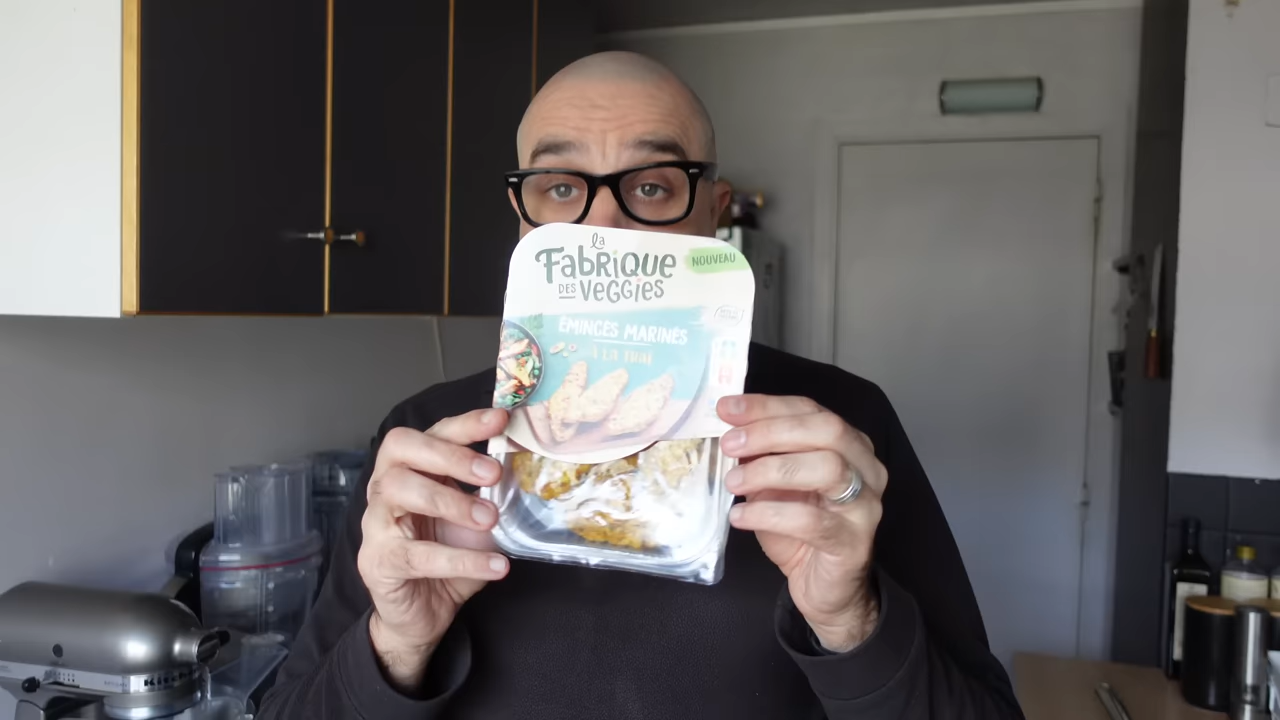 la
FabRiQUe
DES VeGGieS
NOUVEAU
ÉMINCÉS MARINÉS
À LA THAÏ